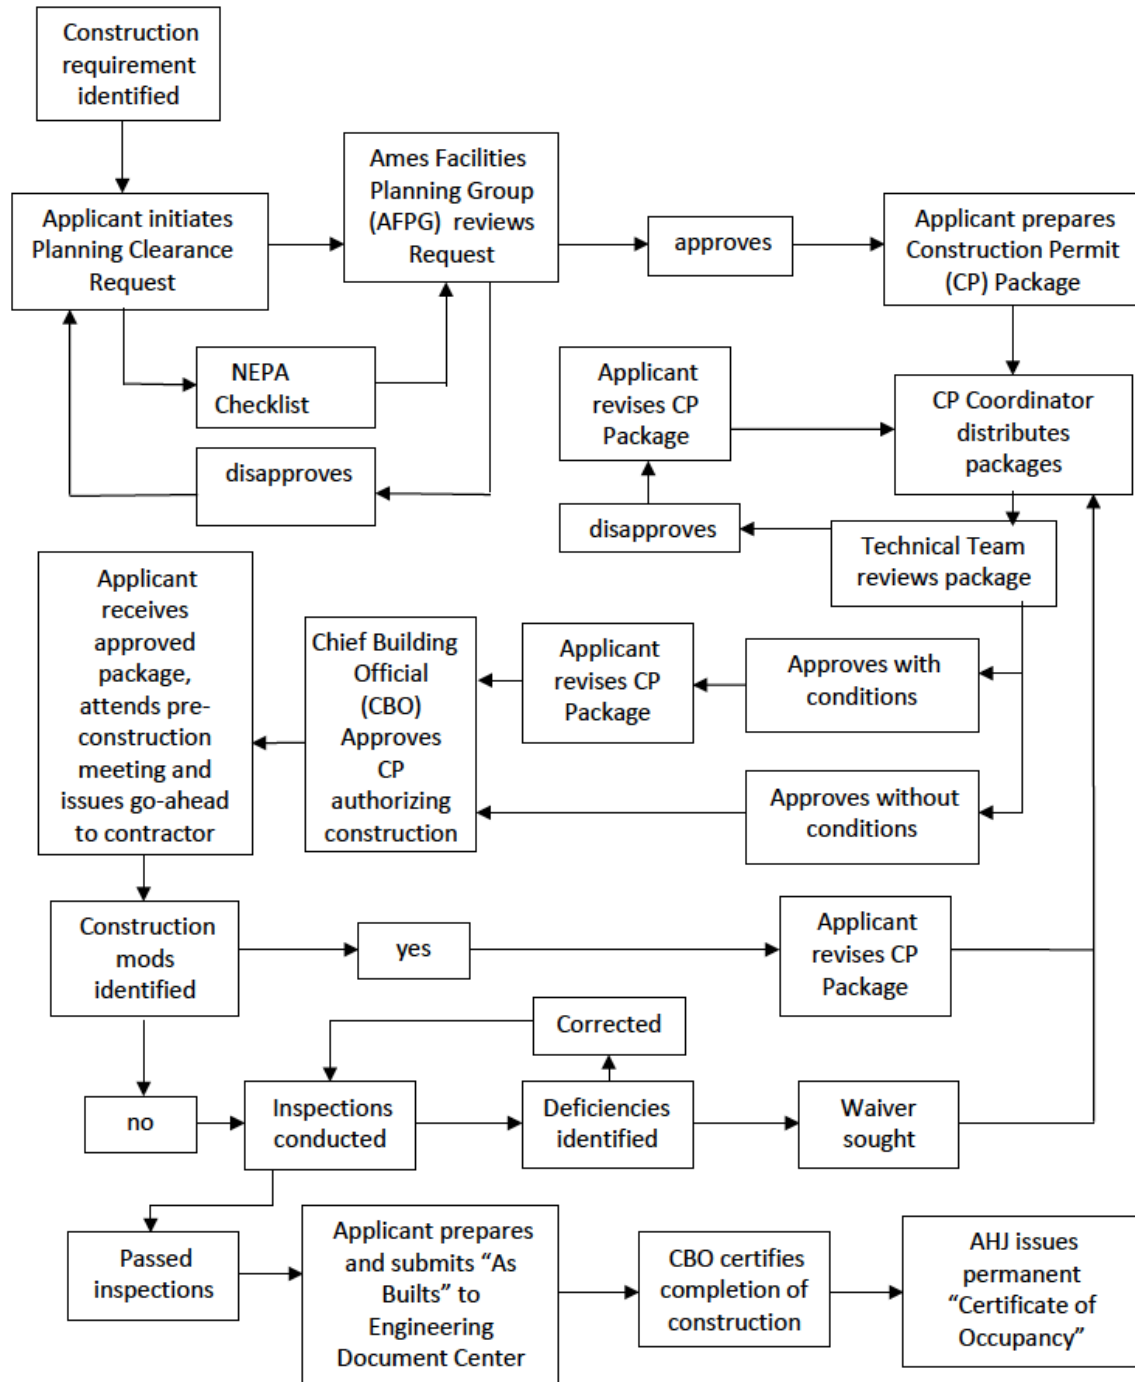 Construction
requirement
identified
Applicant initiates
Planning Clearance
Request
Ames Facilities
Planning Group
(AFPG) reviews
Request
approves
Applicant prepares
Construction Permit
(CP) Package
NEPA
Checklist
disapproves
Applicant
revises CP
Package
CP Coordinator
distributes
packages
disapproves
Technical Team
reviews package
Applicant
receives
approved
package,
attends pre-
construction
meeting and
issues go-ahead
to contractor
Chief Building
Official
(CBO)
Approves
CP
authorizing
construction
Applicant
revises CP
Package
Approves with
conditions
Approves without
conditions
Construction
mods
identified
yes
Applicant
revises CP
Package
Corrected
no
Inspections
conducted
Deficiencies
identified
Waiver
sought
Passed
inspections
Applicant prepares
and submits “As
Builts” to
Engineering
Document Center
CBO certifies
completion of
construction
AHJ issues
permanent
“Certificate of
Occupancy”